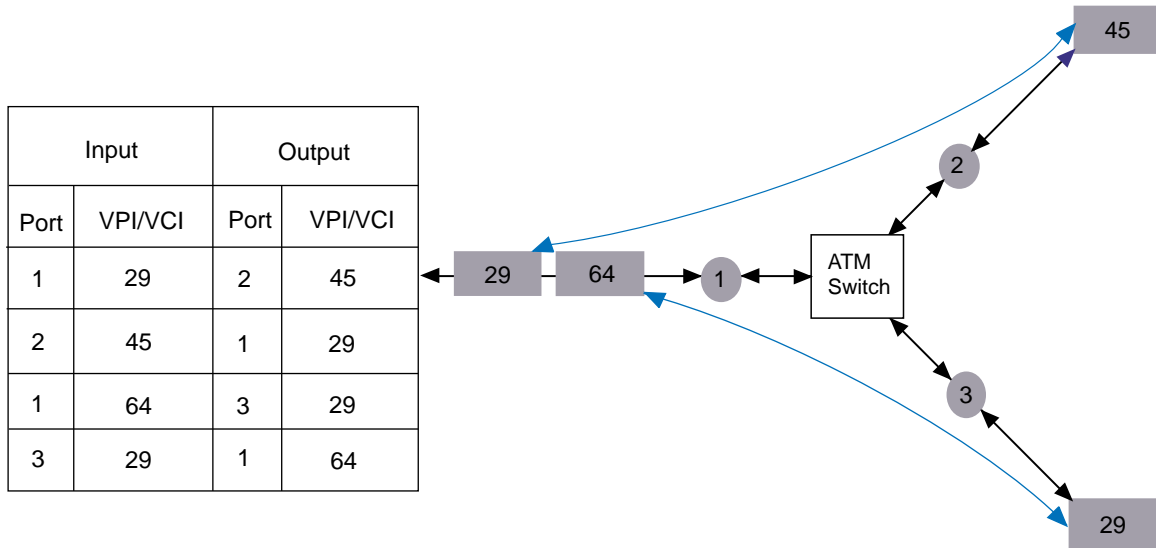 Input Output
Port VPI/VCI Port VPI/VCI
1 29 2 45
2 45 1 29
1 64 3 29
3 29 1 64
45
2
29 64 1
ATM
Switch
3
29